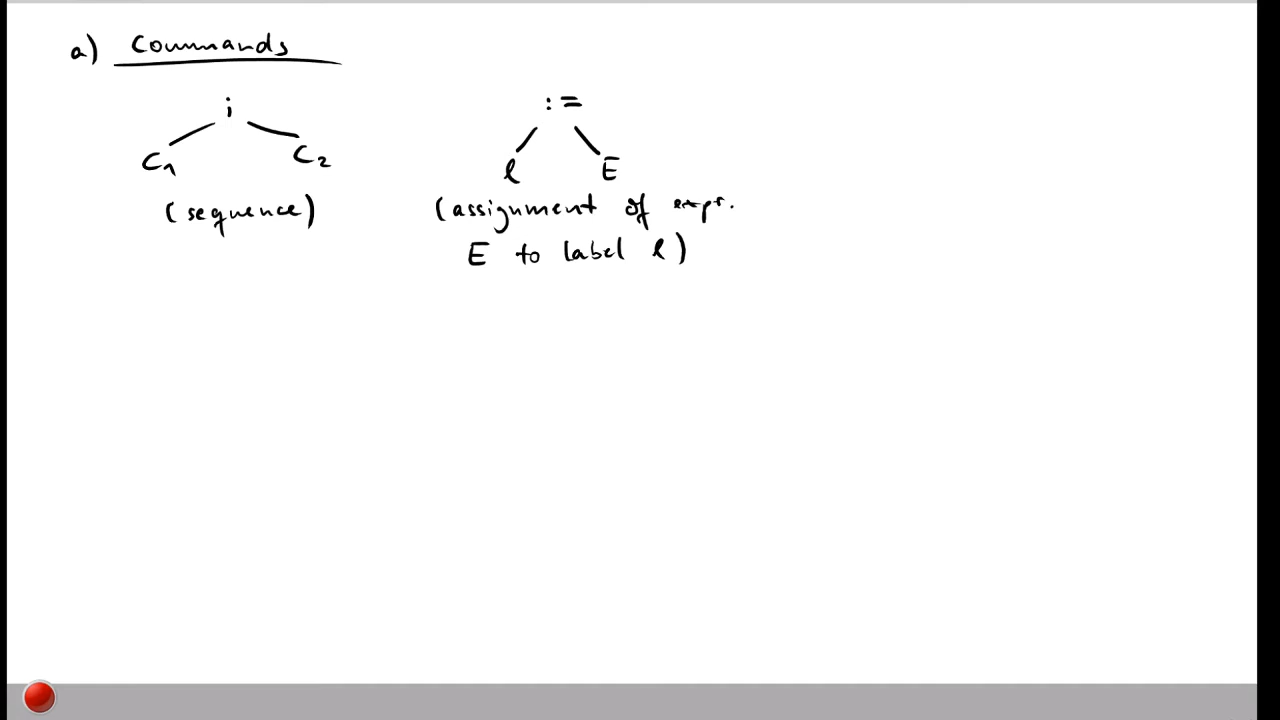 a) Commands
; :=
C₁ C₂ l E
(sequence) (assignment of expr.
E to label l)